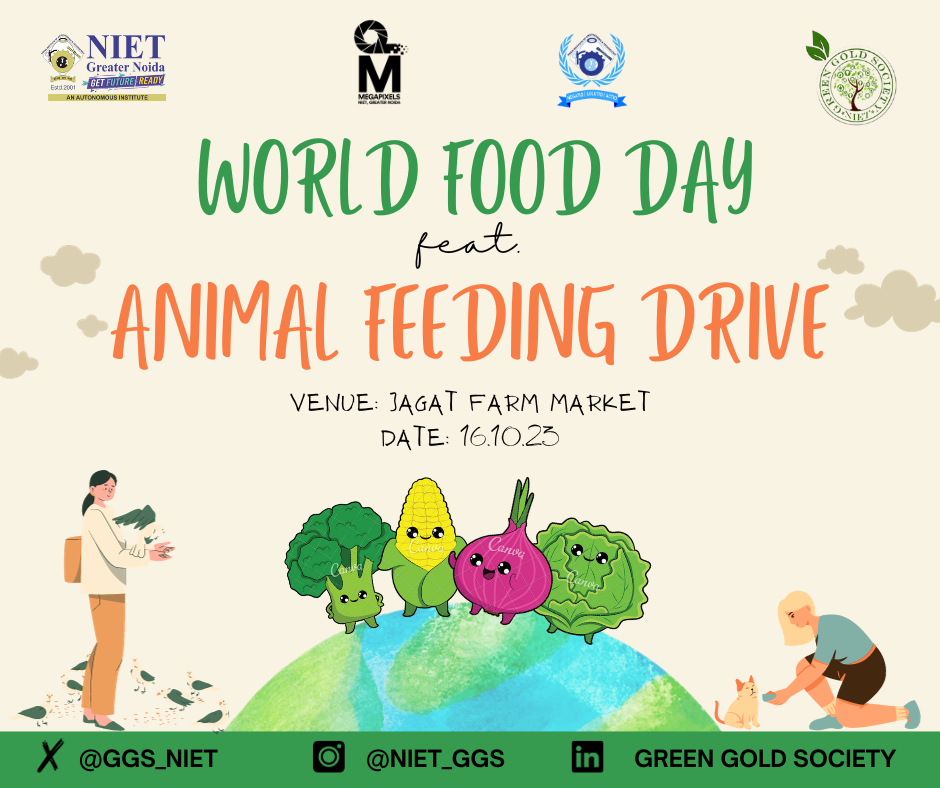 NIET
Greater Noida
GET FUTURE READY
Estd.2001
AN AUTONOMOUS INSTITUTE
M
MEGAPIXELS
NIET, GREATER NOIDA
GREEN GOLD SOCIETY
NIET
WORLD FOOD DAY
feat.
ANIMAL FEEDING DRIVE
VENUE: JAGAT FARM MARKET
DATE: 16.10.23
Canva
Canva
Canva
Canva
@GGS_NIET
@NIET_GGS
in
GREEN GOLD SOCIETY